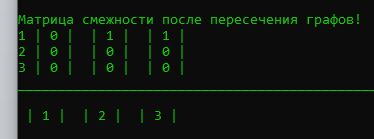 Матрица смежности после пересечения графов!
1 | 0 |  | 1 |  | 1 |
2 | 0 |  | 0 |  | 0 |
3 | 0 |  | 0 |  | 0 |
________________________________________________
 | 1 |  | 2 |  | 3 |